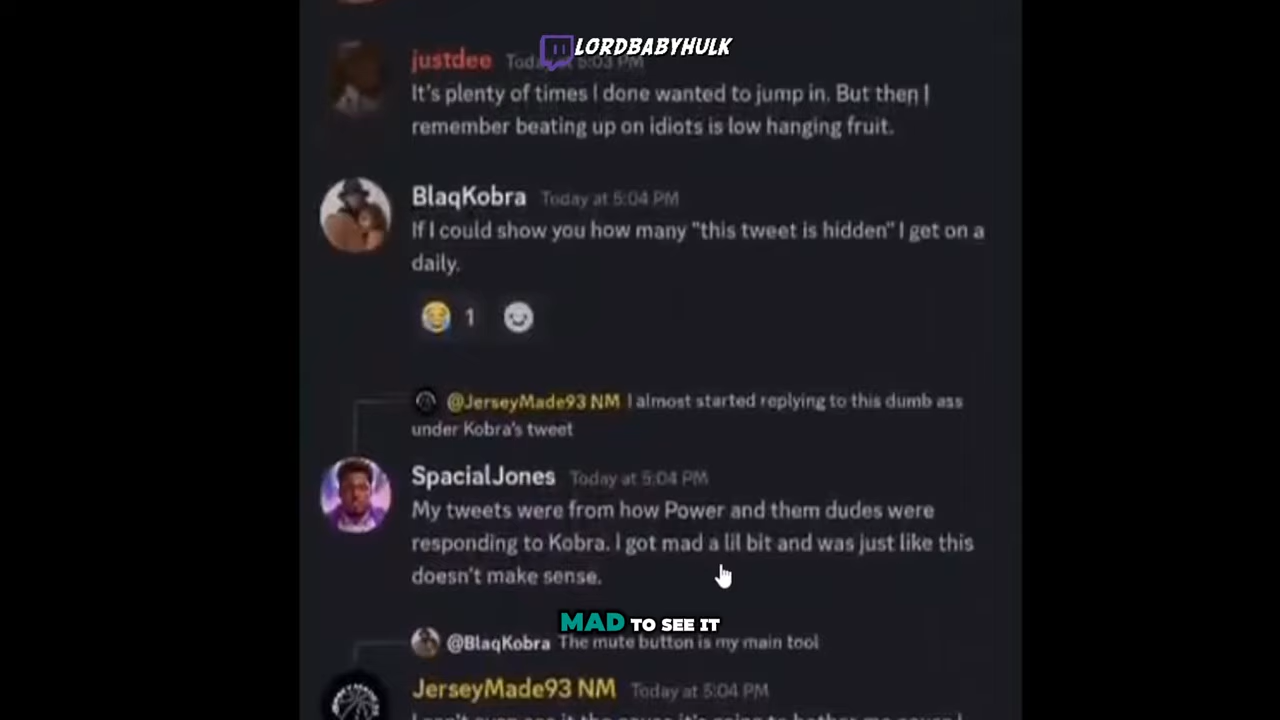 LORDBABYHULK
justdee Today at 5:03 PM
It's plenty of times I done wanted to jump in. But then I
remember beating up on idiots is low hanging fruit.
BlaqKobra Today at 5:04 PM
If I could show you how many "this tweet is hidden" I get on a
daily.
1
@JerseyMade93 NM I almost started replying to this dumb ass
under Kobra's tweet
SpacialJones Today at 5:04 PM
My tweets were from how Power and them dudes were
responding to Kobra. I got mad a lil bit and was just like this
doesn't make sense.
MAD TO SEE IT
@BlaqKobra The mute button is my main tool
JerseyMade93 NM Today at 5:04 PM